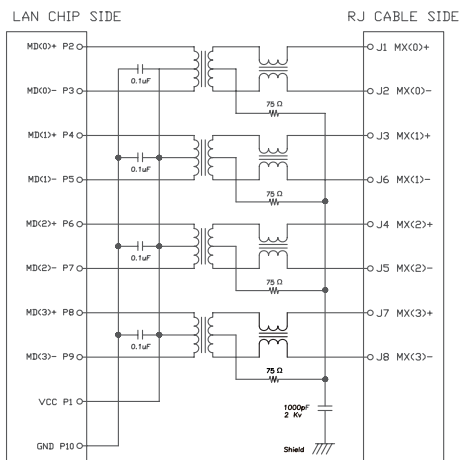 LAN CHIP SIDE RJ CABLE SIDE
MD(0)+ P2 J1 MX(0)+
0.1uF
MD(0)- P3 J2 MX(0)-
75 Ω
MD(1)+ P4 J3 MX(1)+
0.1uF
MD(1)- P5 J6 MX(1)-
75 Ω
MD(2)+ P6 J4 MX(2)+
0.1uF
MD(2)- P7 J5 MX(2)-
75 Ω
MD(3)+ P8 J7 MX(3)+
0.1uF
MD(3)- P9 J8 MX(3)-
75 Ω
VCC P1
1000pF
2 Kv
GND P10
Shield